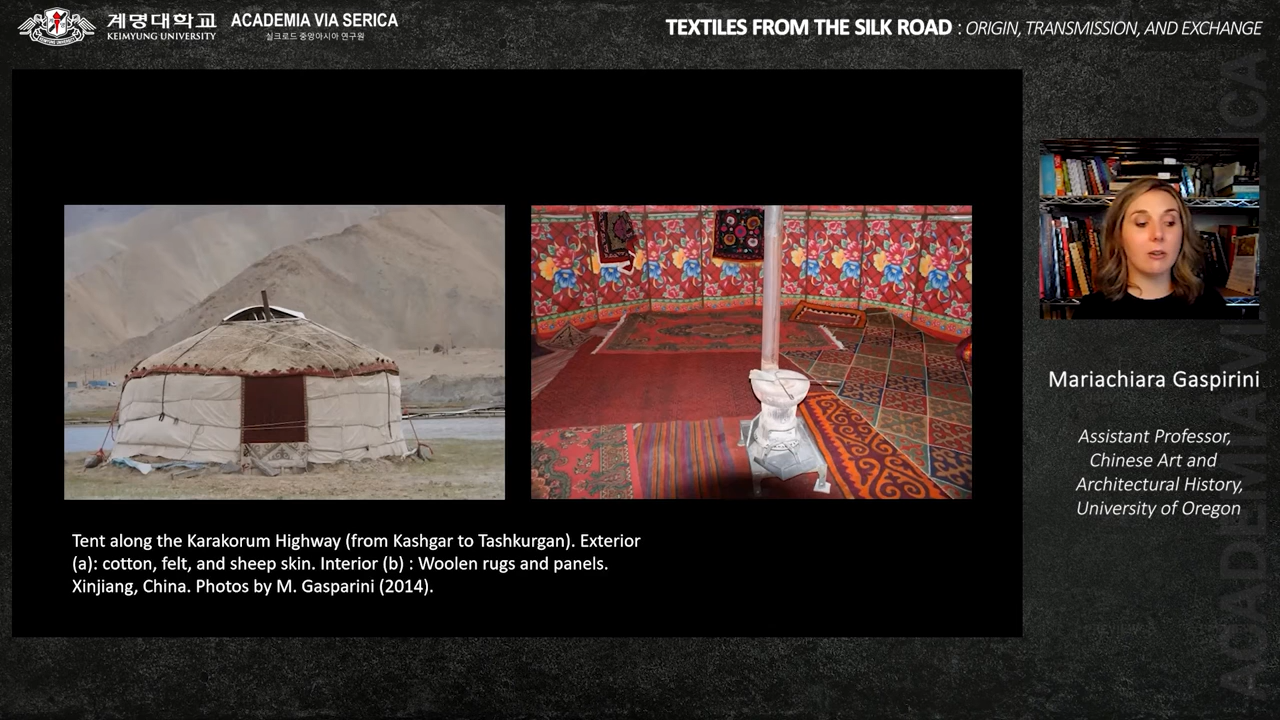 계명대학교
KEIMYUNG UNIVERSITY
ACADEMIA VIA SERICA
실크로드 중앙아시아 연구원
TEXTILES FROM THE SILK ROAD : ORIGIN, TRANSMISSION, AND EXCHANGE
Mariachiara Gaspirini
Assistant Professor,
Chinese Art and
Architectural History,
University of Oregon
Tent along the Karakorum Highway (from Kashgar to Tashkurgan). Exterior
(a): cotton, felt, and sheep skin. Interior (b) : Woolen rugs and panels.
Xinjiang, China. Photos by M. Gasparini (2014).
ACADEMIA VIA SERICA